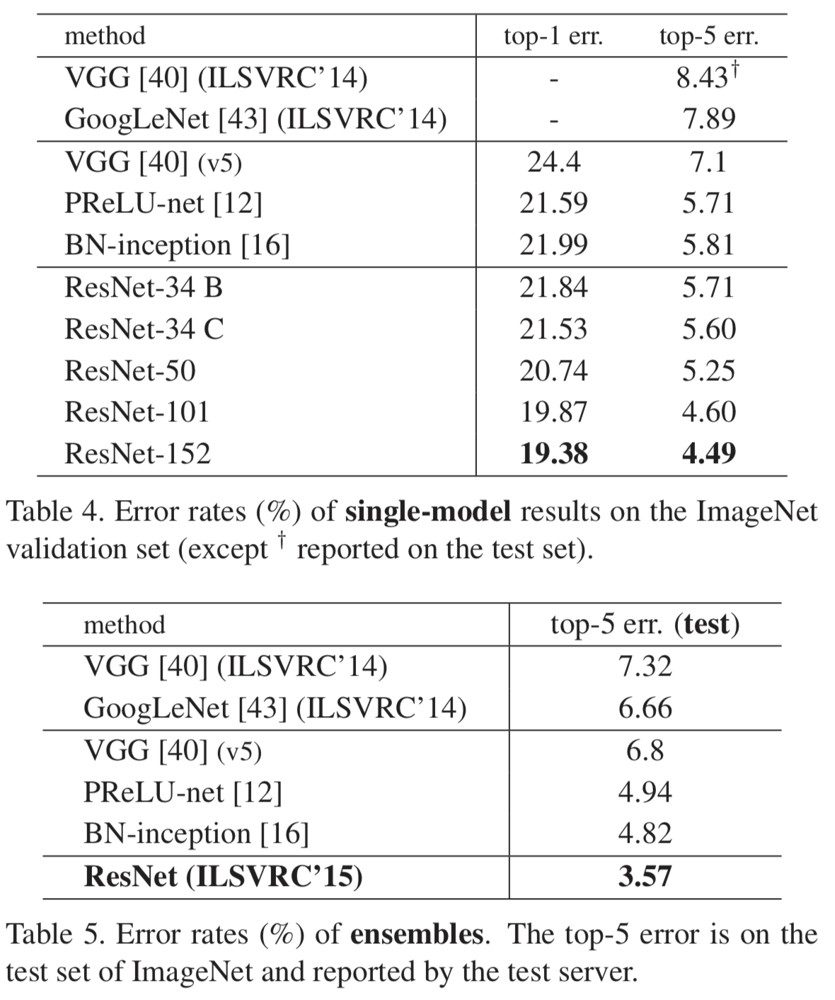 method top-1 err. top-5 err.
VGG [40] (ILSVRC'14) - 8.43†
GoogLeNet [43] (ILSVRC'14) - 7.89
VGG [40] (v5) 24.4 7.1
PReLU-net [12] 21.59 5.71
BN-inception [16] 21.99 5.81
ResNet-34 B 21.84 5.71
ResNet-34 C 21.53 5.60
ResNet-50 20.74 5.25
ResNet-101 19.87 4.60
ResNet-152 19.38 4.49
Table 4. Error rates (%) of single-model results on the ImageNet
validation set (except † reported on the test set).
method top-5 err. (test)
VGG [40] (ILSVRC'14) 7.32
GoogLeNet [43] (ILSVRC'14) 6.66
VGG [40] (v5) 6.8
PReLU-net [12] 4.94
BN-inception [16] 4.82
ResNet (ILSVRC'15) 3.57
Table 5. Error rates (%) of ensembles. The top-5 error is on the
test set of ImageNet and reported by the test server.